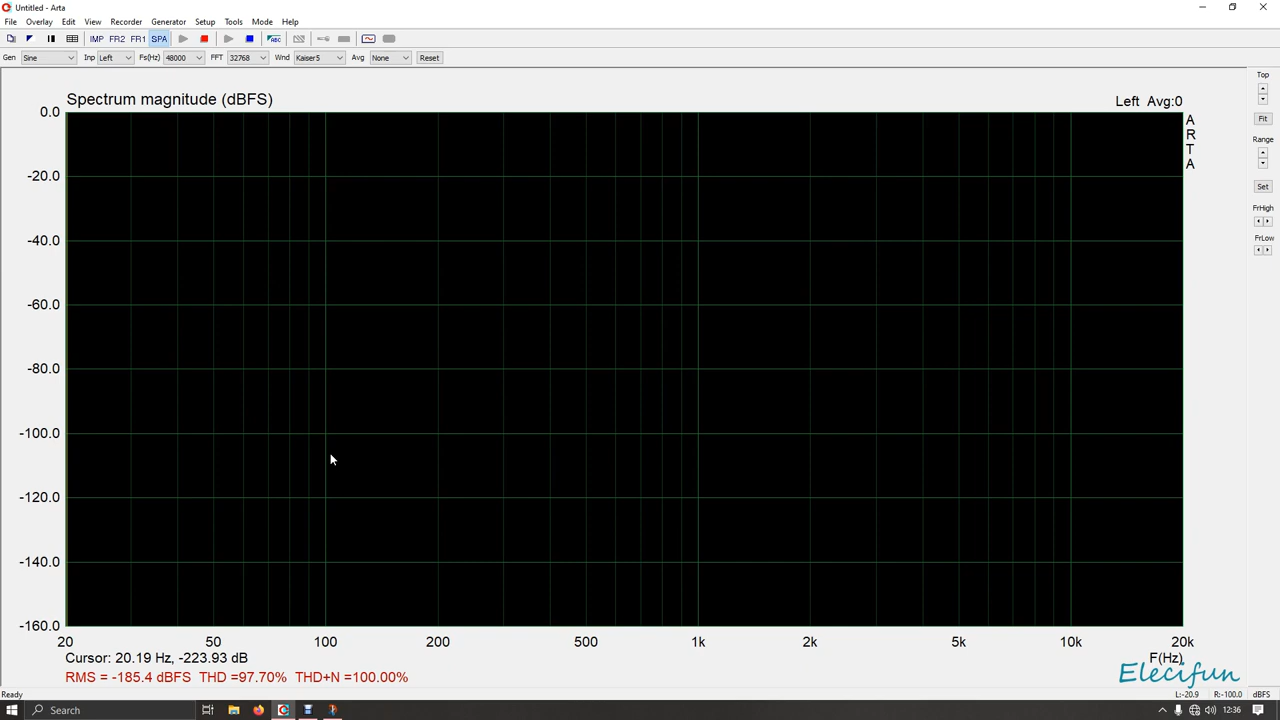 Untitled - Arta
File Overlay Edit View Recorder Generator Setup Tools Mode Help
IMP FR2 FR1 SPA ABC
Gen Sine Inp Left Fs(Hz) 48000 FFT 32768 Wnd Kaiser5 Avg None Reset
Top
Fit
Range
Set
FrHigh
FrLow
Spectrum magnitude (dBFS)
Left Avg:0
A
R
T
A
0.0
-20.0
-40.0
-60.0
-80.0
-100.0
-120.0
-140.0
-160.0
20 50 100 200 500 1k 2k 5k 10k 20k
Cursor: 20.19 Hz, -223.93 dB
F(Hz)
RMS = -185.4 dBFS THD =97.70% THD+N =100.00%
Elecifun
Ready
L:-20.9 R:-100.0 dBFS
Search
12:36